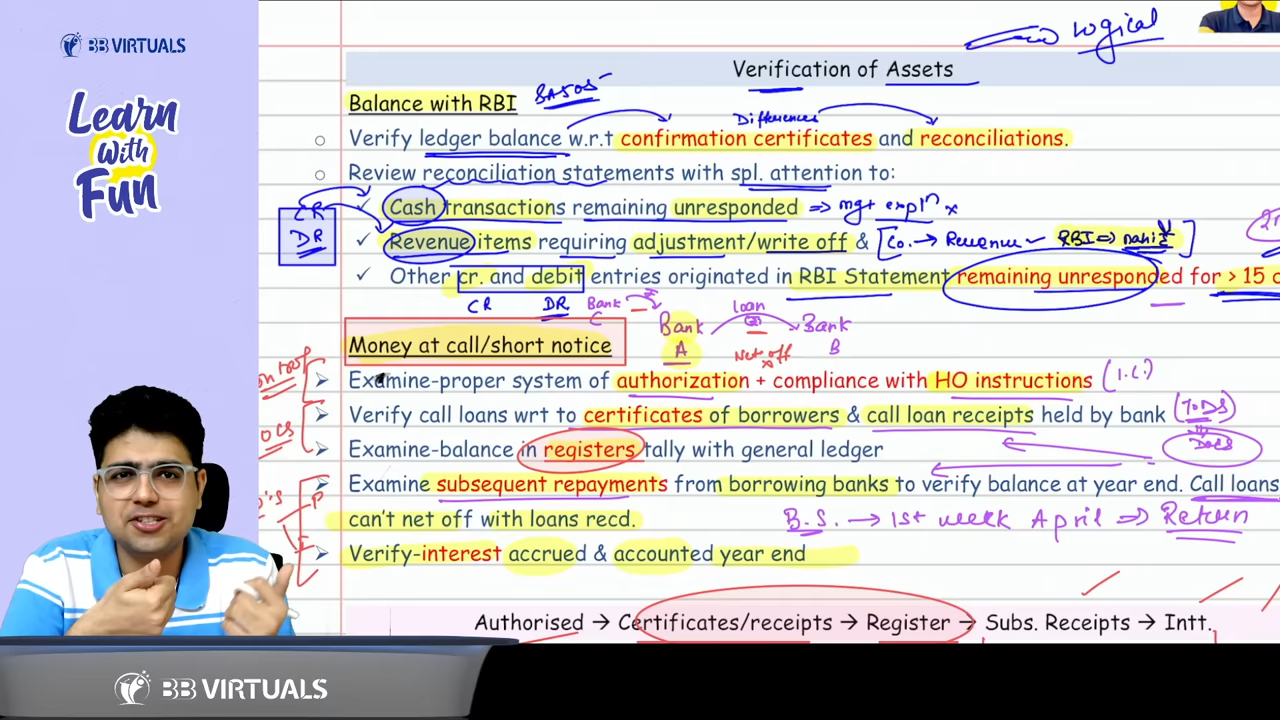 BB VIRTUALS
Learn
With
Fun
Logical
Verification of Assets
Balance with RBI SA505
Differences
Verify ledger balance w.r.t confirmation certificates and reconciliations.
Review reconciliation statements with spl. attention to:
Cash transactions remaining unresponded ⇒ mgt expln x
CR
DR
Revenue items requiring adjustment/write off & [Co. → Revenue RBI ⇒
Other cr. and debit entries originated in RBI Statement remaining unresponded for > 15
CR DR Bank C Bank A loan Bank B
Net off x
Money at call/short notice
Examine-proper system of authorization + compliance with HO instructions (I.C.)
Verify call loans wrt to certificates of borrowers & call loan receipts held by bank (TODS)
Examine-balance in registers tally with general ledger Docs
Examine subsequent repayments from borrowing banks to verify balance at year end. Call loans
can't net off with loans recd. B.S. → 1st week April ⇒ Return
Verify-interest accrued & accounted year end
Authorised → Certificates/receipts → Register → Subs. Receipts → Intt.
BB VIRTUALS